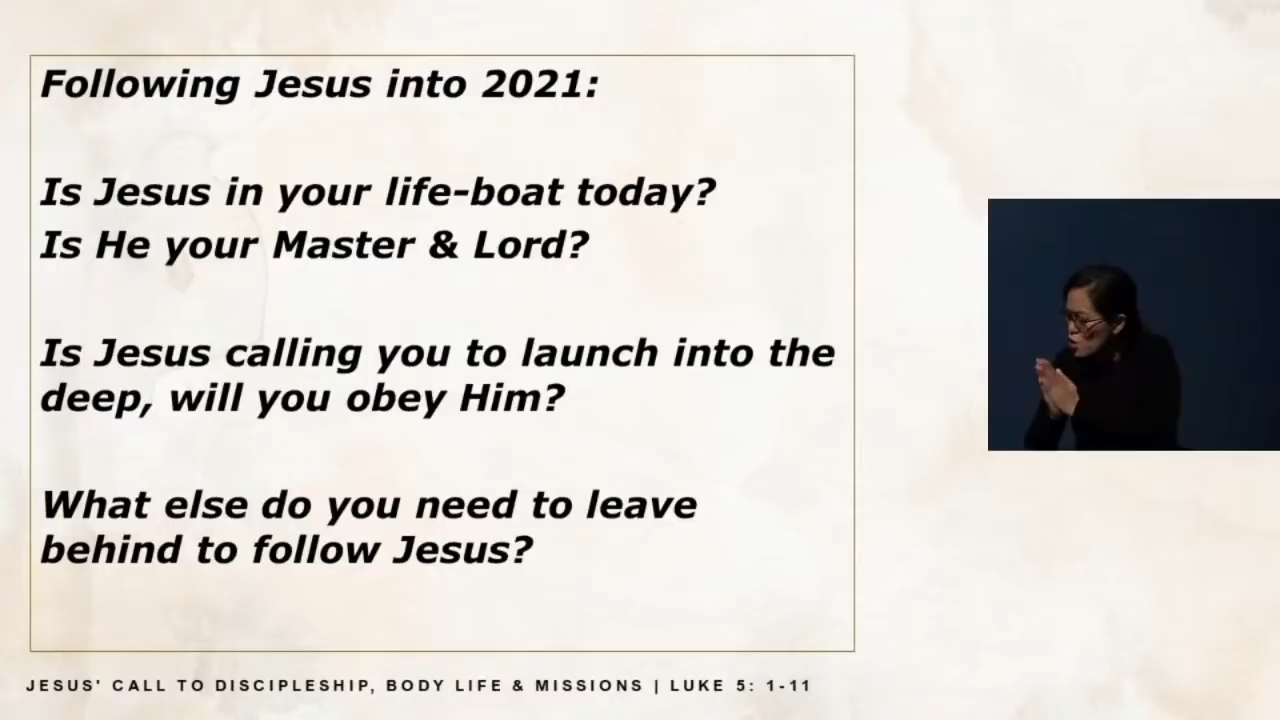 Following Jesus into 2021:
Is Jesus in your life-boat today?
Is He your Master & Lord?
Is Jesus calling you to launch into the
deep, will you obey Him?
What else do you need to leave
behind to follow Jesus?
JESUS' CALL TO DISCIPLESHIP, BODY LIFE & MISSIONS | LUKE 5: 1-11